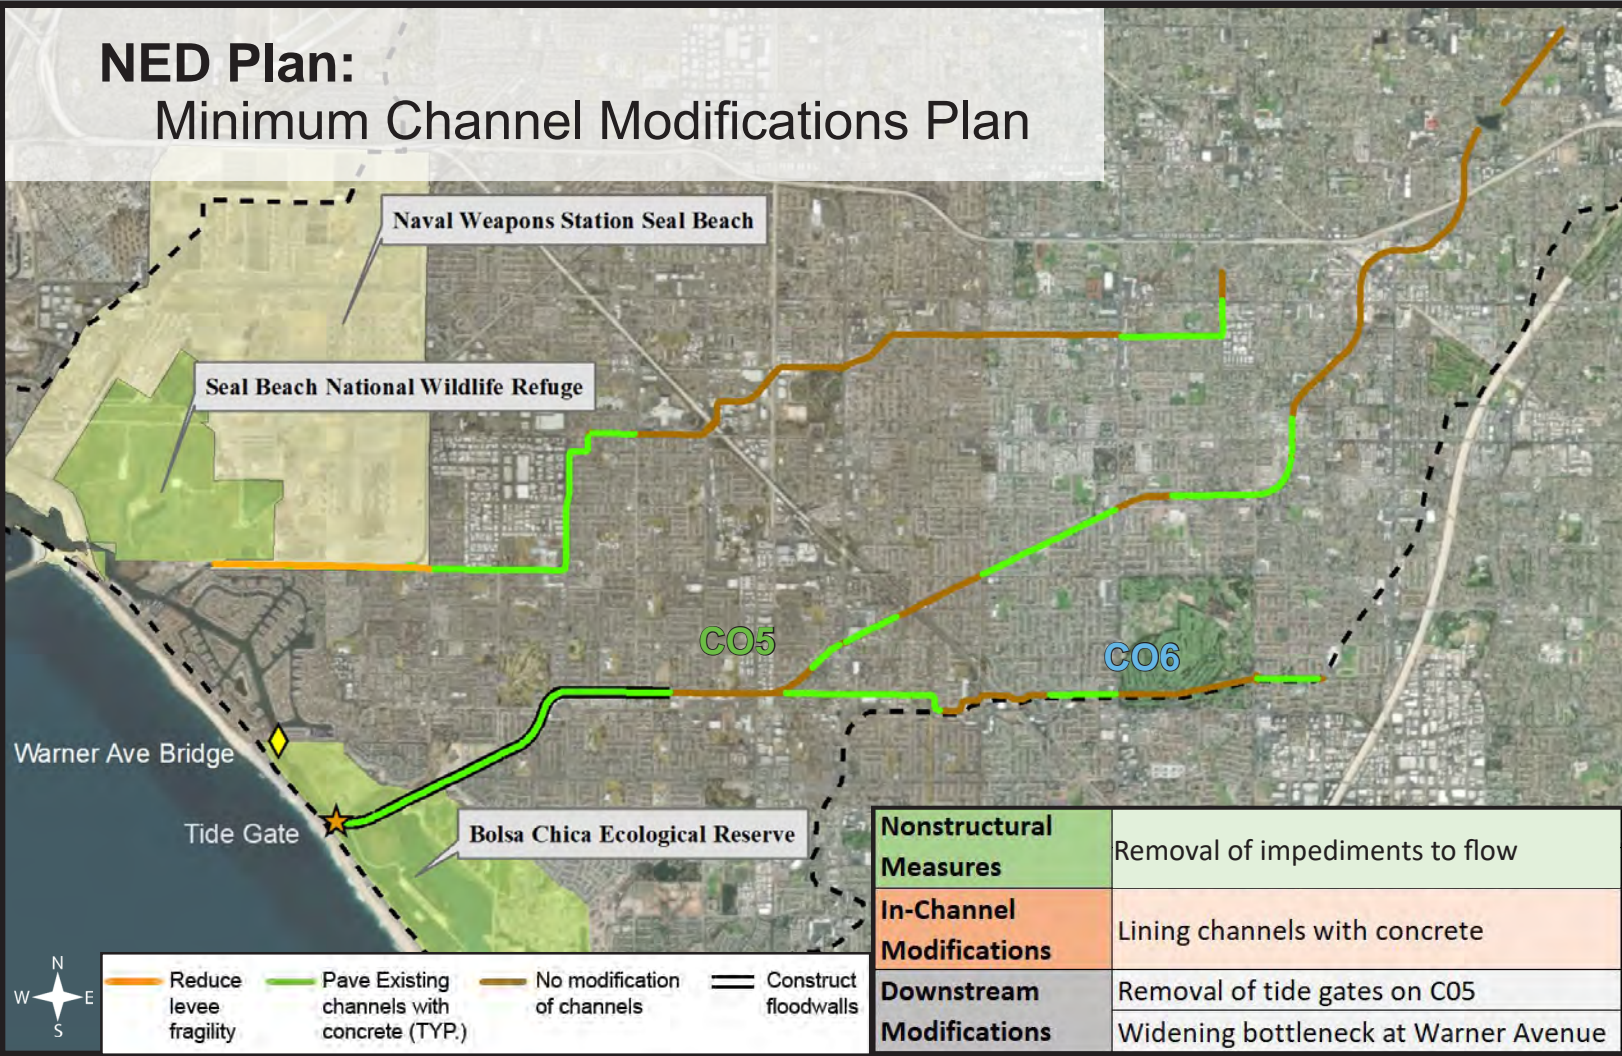 NED Plan:
Minimum Channel Modifications Plan
Naval Weapons Station Seal Beach
Seal Beach National Wildlife Refuge
CO5
CO6
Warner Ave Bridge
Tide Gate
Bolsa Chica Ecological Reserve
Nonstructural
Measures
Removal of impediments to flow
In-Channel
Modifications
Lining channels with concrete
Downstream
Modifications
Removal of tide gates on C05
Widening bottleneck at Warner Avenue
N
W E
S
Reduce
levee
fragility
Pave Existing
channels with
concrete (TYP.)
No modification
of channels
Construct
floodwalls